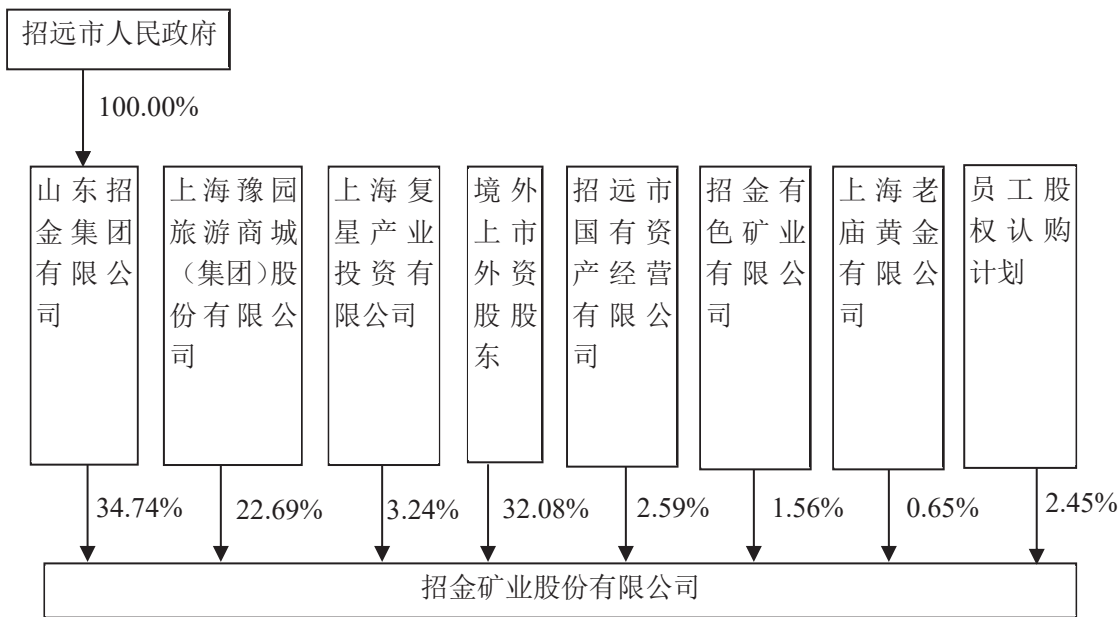 招远市人民政府
100.00%
山东招
金集团
有限公
司
上海豫园
旅游商城
（集团）股
份有限公
司
上海复
星产业
投资有
限公司
境外
上市
外资
股股
东
招远市
国有资
产经营
有限公
司
招金有
色矿业
有限公
司
上海老
庙黄金
有限公
司
员工股
权认购
计划
34.74%
22.69%
3.24%
32.08%
2.59%
1.56%
0.65%
2.45%
招金矿业股份有限公司